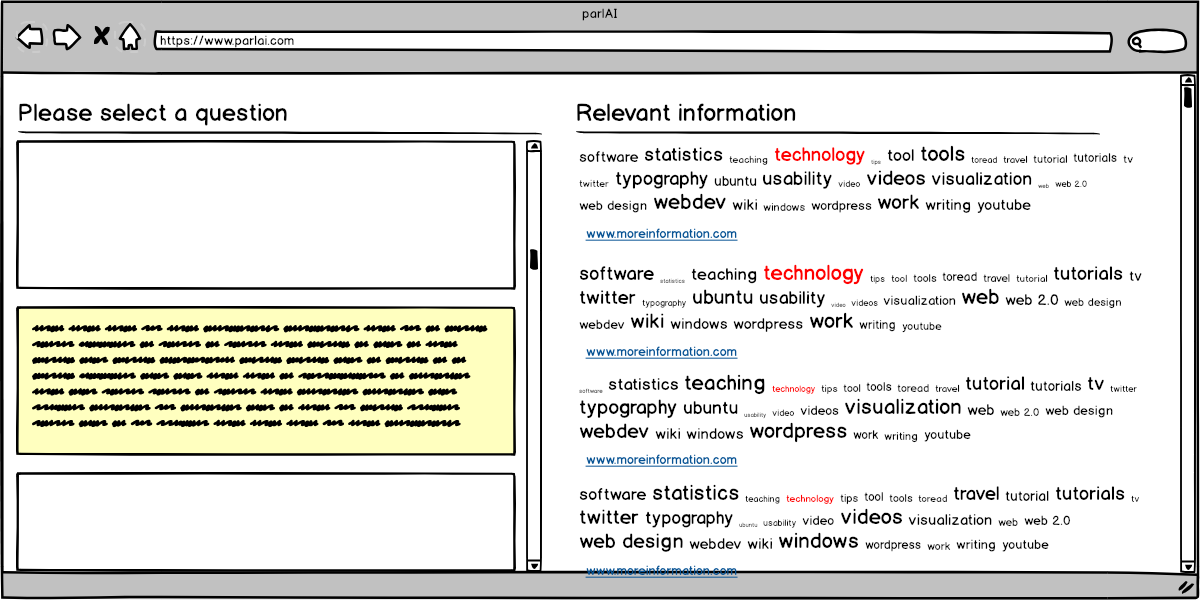 parlAI
https://www.parlai.com
Please select a question
Relevant information
software statistics teaching technology tips tool tools toread travel tutorial tutorials tv
twitter typography ubuntu usability video videos visualization web web 2.0
web design webdev wiki windows wordpress work writing youtube
www.moreinformation.com
software statistics teaching technology tips tool tools toread travel tutorial tutorials tv
twitter typography ubuntu usability video videos visualization web web 2.0 web design
webdev wiki windows wordpress work writing youtube
www.moreinformation.com
software statistics teaching technology tips tool tools toread travel tutorial tutorials tv twitter
typography ubuntu usability video videos visualization web web 2.0 web design
webdev wiki windows wordpress work writing youtube
www.moreinformation.com
software statistics teaching technology tips tool tools toread travel tutorial tutorials tv
twitter typography ubuntu usability video videos visualization web web 2.0
web design webdev wiki windows wordpress work writing youtube
www.moreinformation.com